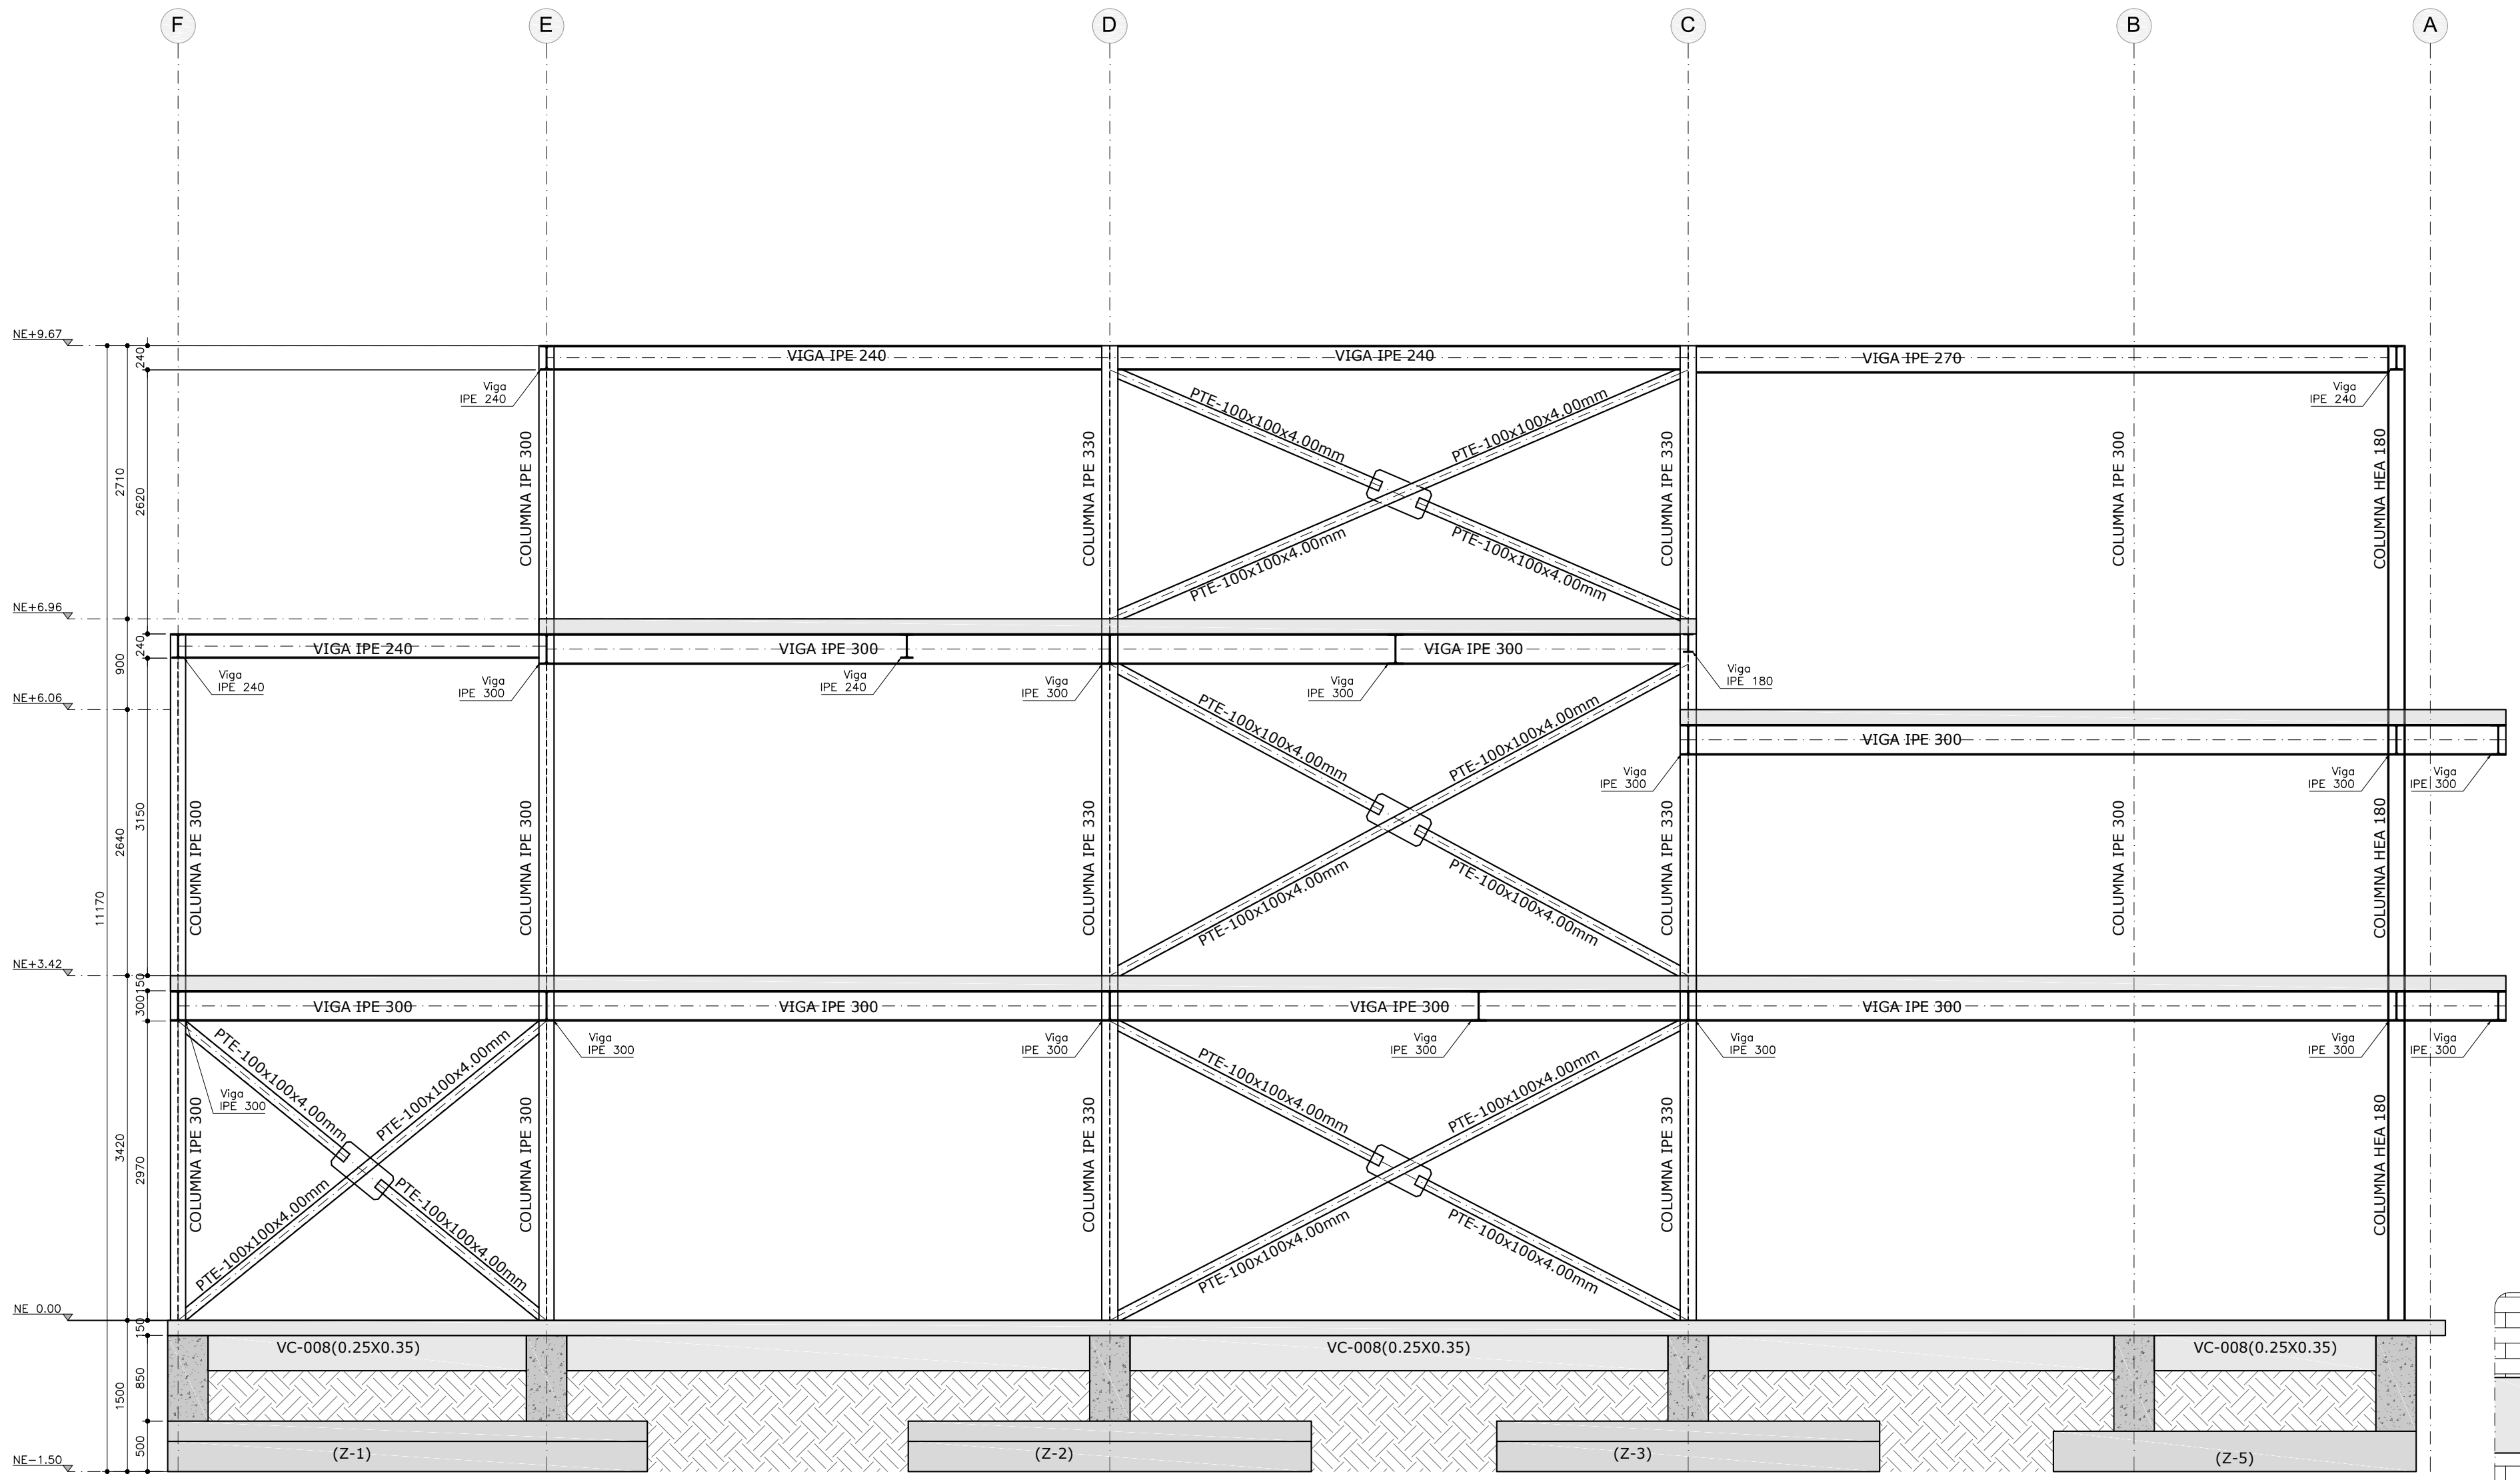 F
E
D
C
B
A
NE+9.67
240
VIGA IPE 240
VIGA IPE 240
VIGA IPE 270
Viga
IPE 240
Viga
IPE 240
2710
2620
COLUMNA IPE 300
COLUMNA IPE 330
PTE-100x100x4.00mm
PTE-100x100x4.00mm
PTE-100x100x4.00mm
PTE-100x100x4.00mm
COLUMNA IPE 330
COLUMNA IPE 300
COLUMNA HEA 180
NE+6.96
240
900
VIGA IPE 240
VIGA IPE 300
VIGA IPE 300
Viga
IPE 240
Viga
IPE 300
Viga
IPE 240
Viga
IPE 300
Viga
IPE 300
Viga
IPE 180
NE+6.06
VIGA IPE 300
Viga
IPE 300
Viga
IPE 300
Viga
IPE 300
11170
2640
3150
COLUMNA IPE 300
COLUMNA IPE 300
COLUMNA IPE 330
PTE-100x100x4.00mm
PTE-100x100x4.00mm
PTE-100x100x4.00mm
PTE-100x100x4.00mm
COLUMNA IPE 330
COLUMNA IPE 300
COLUMNA HEA 180
NE+3.42
150
300
VIGA IPE 300
VIGA IPE 300
VIGA IPE 300
VIGA IPE 300
Viga
IPE 300
Viga
IPE 300
Viga
IPE 300
Viga
IPE 300
Viga
IPE 300
Viga
IPE 300
Viga
IPE 300
3420
2970
COLUMNA IPE 300
PTE-100x100x4.00mm
PTE-100x100x4.00mm
PTE-100x100x4.00mm
PTE-100x100x4.00mm
COLUMNA IPE 300
COLUMNA IPE 330
PTE-100x100x4.00mm
PTE-100x100x4.00mm
PTE-100x100x4.00mm
PTE-100x100x4.00mm
COLUMNA IPE 330
COLUMNA HEA 180
NE 0.00
150
VC-008(0.25X0.35)
VC-008(0.25X0.35)
VC-008(0.25X0.35)
1500
850
500
(Z-1)
(Z-2)
(Z-3)
(Z-5)
NE-1.50